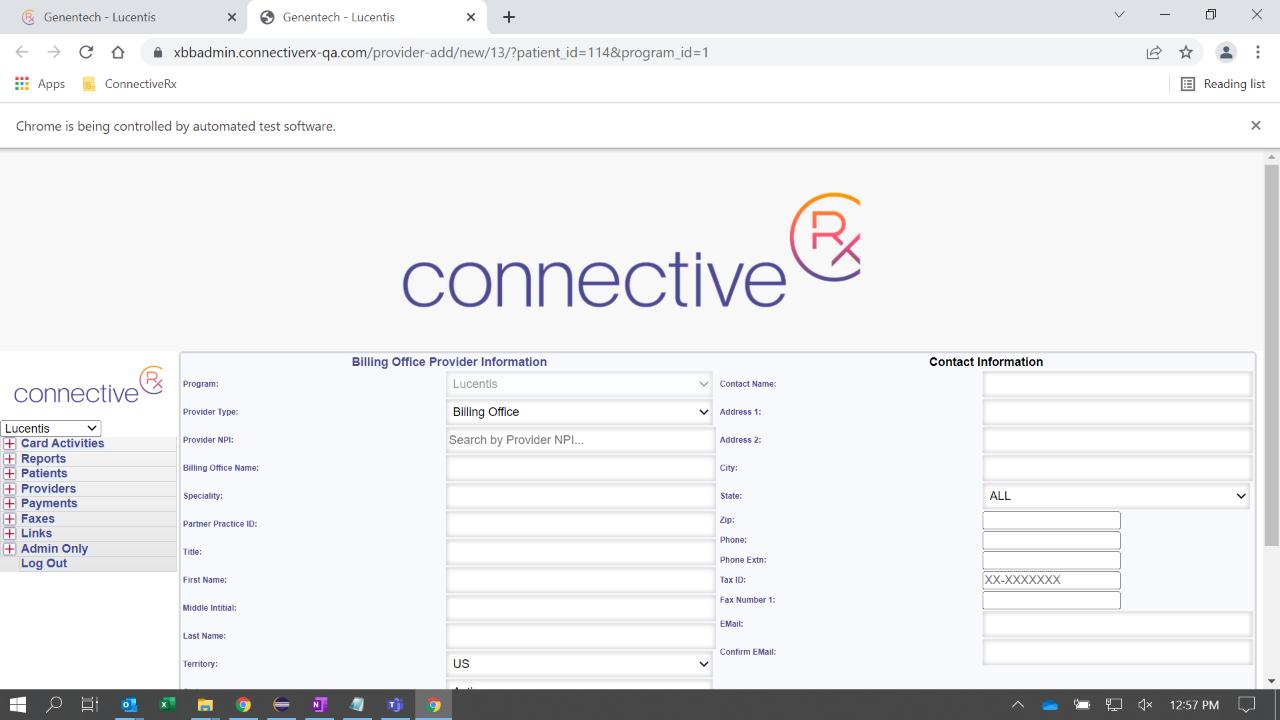 Genentech - Lucentis
Genentech - Lucentis
xbbadmin.connectiverx-qa.com/provider-add/new/13/?patient_id=114&program_id=1
Apps
ConnectiveRx
Reading list
Chrome is being controlled by automated test software.
connective Rx
connective Rx
Lucentis
Card Activities
Reports
Patients
Providers
Payments
Faxes
Links
Admin Only
Log Out
Billing Office Provider Information
Program: Lucentis
Provider Type: Billing Office
Provider NPI: Search by Provider NPI...
Billing Office Name:
Speciality:
Partner Practice ID:
Title:
First Name:
Middle Intitial:
Last Name:
Territory: US
Contact Information
Contact Name:
Address 1:
Address 2:
City:
State: ALL
Zip:
Phone:
Phone Extn:
Tax ID: XX-XXXXXXX
Fax Number 1:
EMail:
Confirm EMail:
12:57 PM